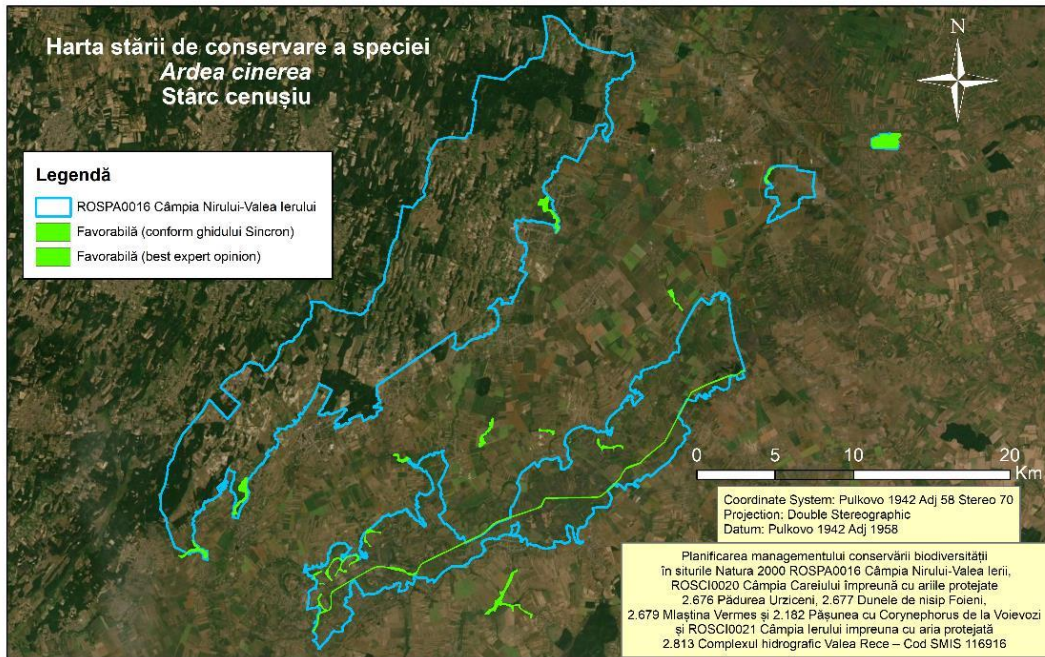 Harta stării de conservare a speciei
Ardea cinerea
Stârc cenușiu
N
Legendă
ROSPA0016 Câmpia Nirului-Valea Ierului
Favorabilă (conform ghidului Sincron)
Favorabilă (best expert opinion)
0 5 10 20
Km
Coordinate System: Pulkovo 1942 Adj 58 Stereo 70
Projection: Double Stereographic
Datum: Pulkovo 1942 Adj 1958
Planificarea managementului conservării biodiversității
în siturile Natura 2000 ROSPA0016 Câmpia Nirului-Valea Ierii,
ROSCI0020 Câmpia Careiului împreună cu ariile protejate
2.676 Pădurea Urziceni, 2.677 Dunele de nisip Foieni,
2.679 Mlaștina Vermes și 2.182 Pășunea cu Corynephorus de la Voievozi
și ROSCI0021 Câmpia Ierului impreuna cu aria protejată
2.813 Complexul hidrografic Valea Rece – Cod SMIS 116916